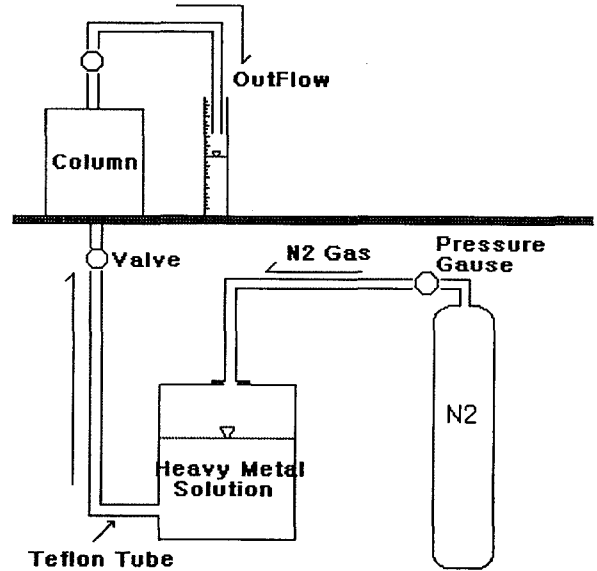 OutFlow
Column
Valve
N2 Gas
Pressure
Gause
N2
Heavy Metal
Solution
Teflon Tube